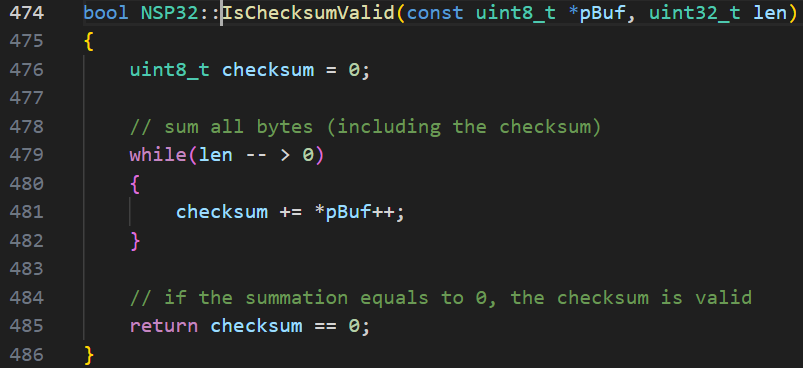 474 bool NSP32::IsChecksumValid(const uint8_t *pBuf, uint32_t len)
475 {
476 uint8_t checksum = 0;
477
478 // sum all bytes (including the checksum)
479 while(len -- > 0)
480 {
481 checksum += *pBuf++;
482 }
483
484 // if the summation equals to 0, the checksum is valid
485 return checksum == 0;
486 }